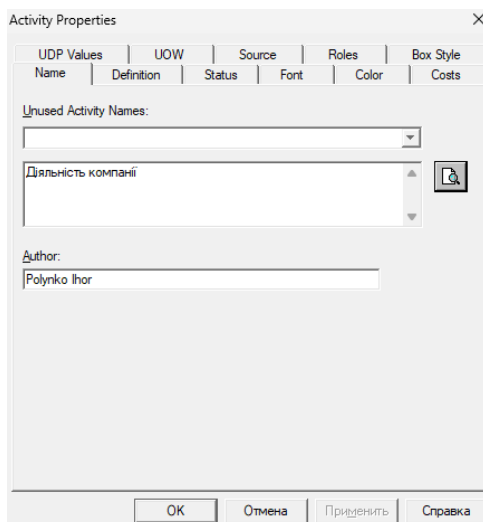 Activity Properties
UDP Values UOW Source Roles Box Style
Name Definition Status Font Color Costs
Unused Activity Names:
Діяльність компанії
Author:
Polynko Ihor
OK Отмена Применить Справка